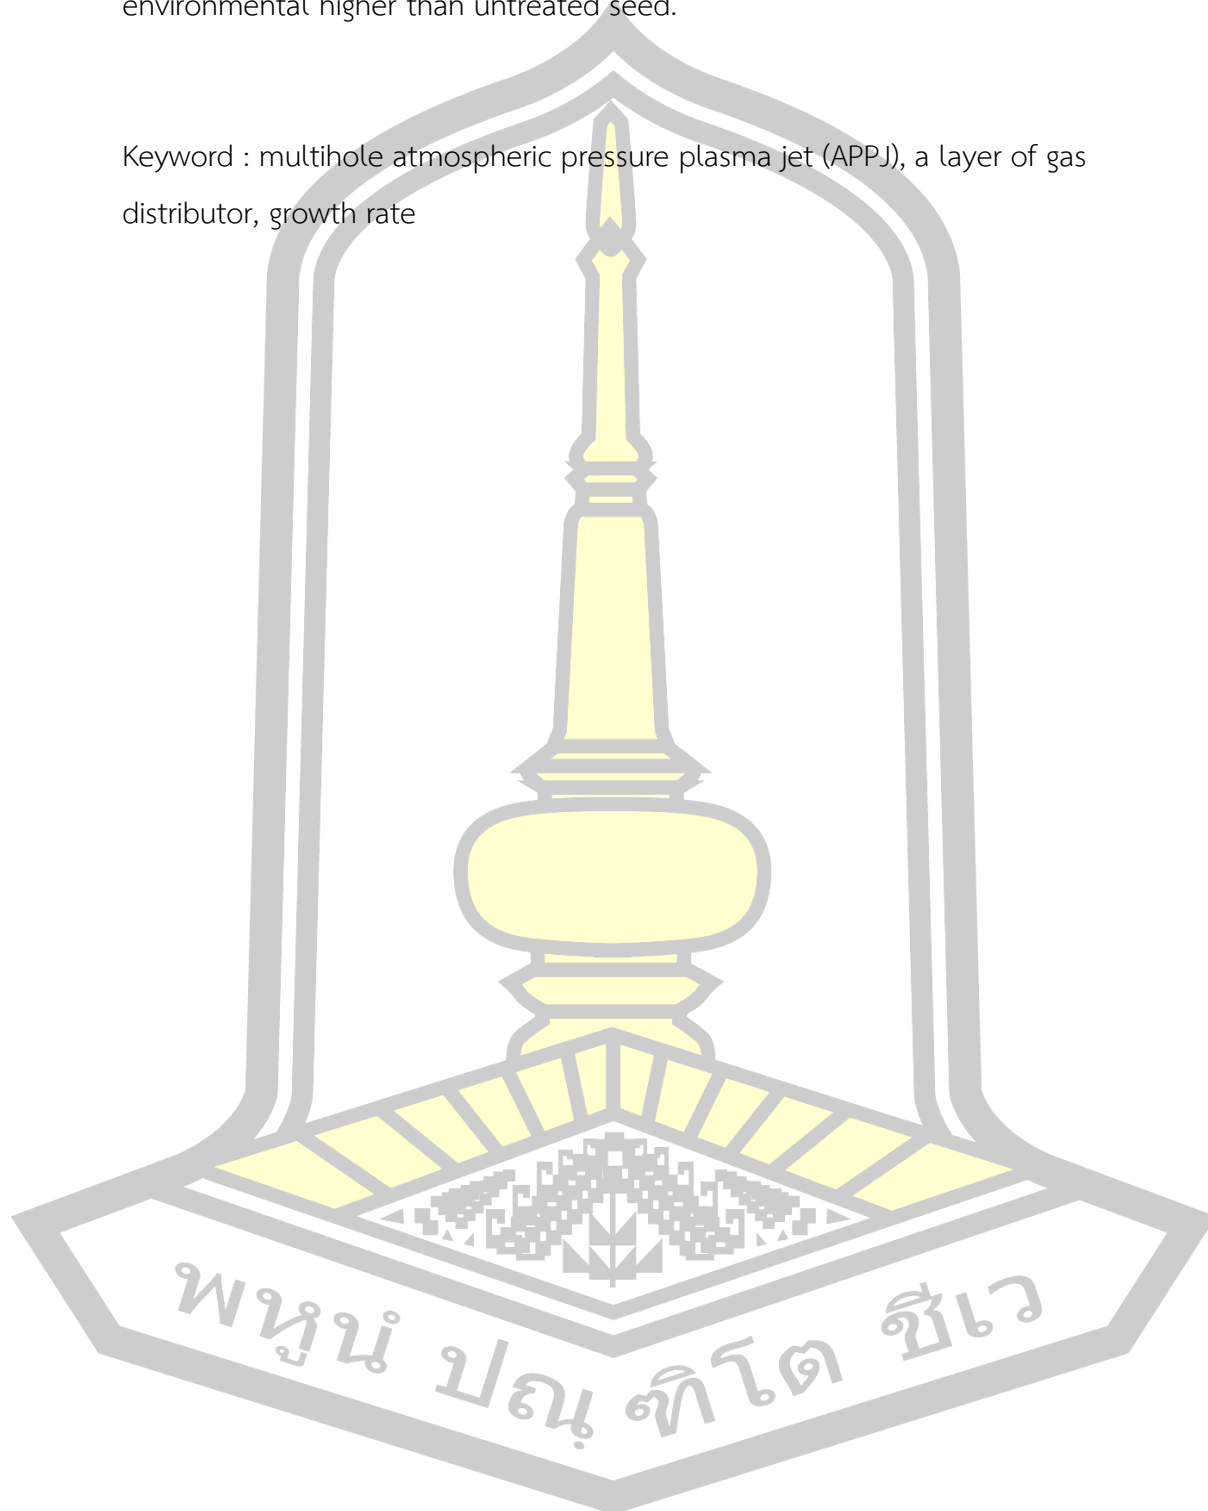 environmental higher than untreated seed.
Keyword : multihole atmospheric pressure plasma jet (APPJ), a layer of gas
distributor, growth rate
พหูนํ ปณฺฑิโต ชีเว